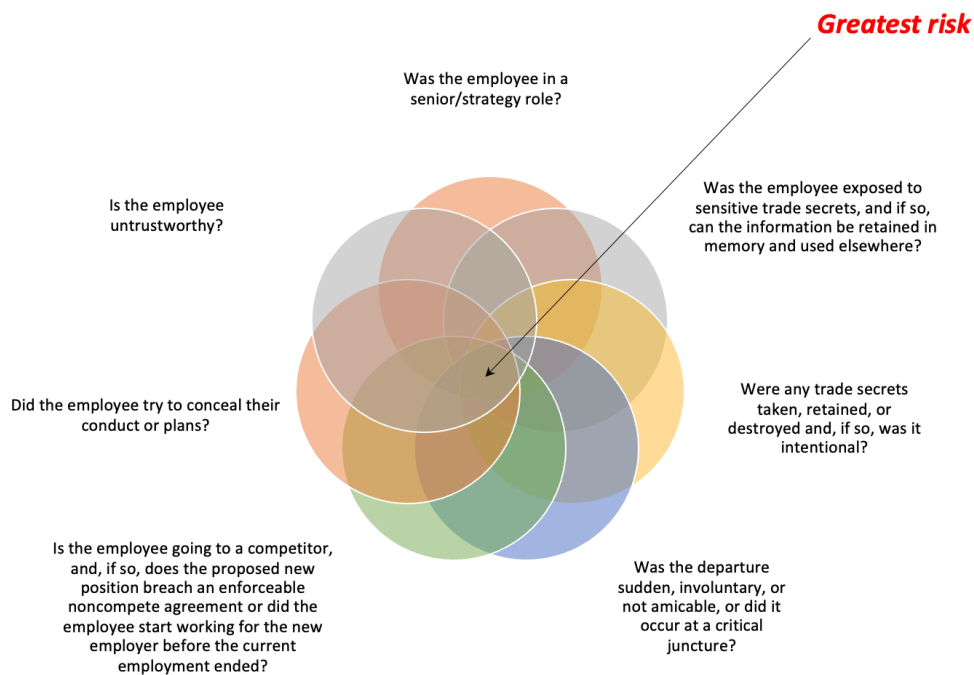 Greatest risk
Was the employee in a
senior/strategy role?
Is the employee
untrustworthy?
Was the employee exposed to
sensitive trade secrets, and if so,
can the information be retained in
memory and used elsewhere?
Did the employee try to conceal their
conduct or plans?
Were any trade secrets
taken, retained, or
destroyed and, if so, was it
intentional?
Is the employee going to a competitor,
and, if so, does the proposed new
position breach an enforceable
noncompete agreement or did the
employee start working for the new
employer before the current
employment ended?
Was the departure
sudden, involuntary, or
not amicable, or did it
occur at a critical
juncture?